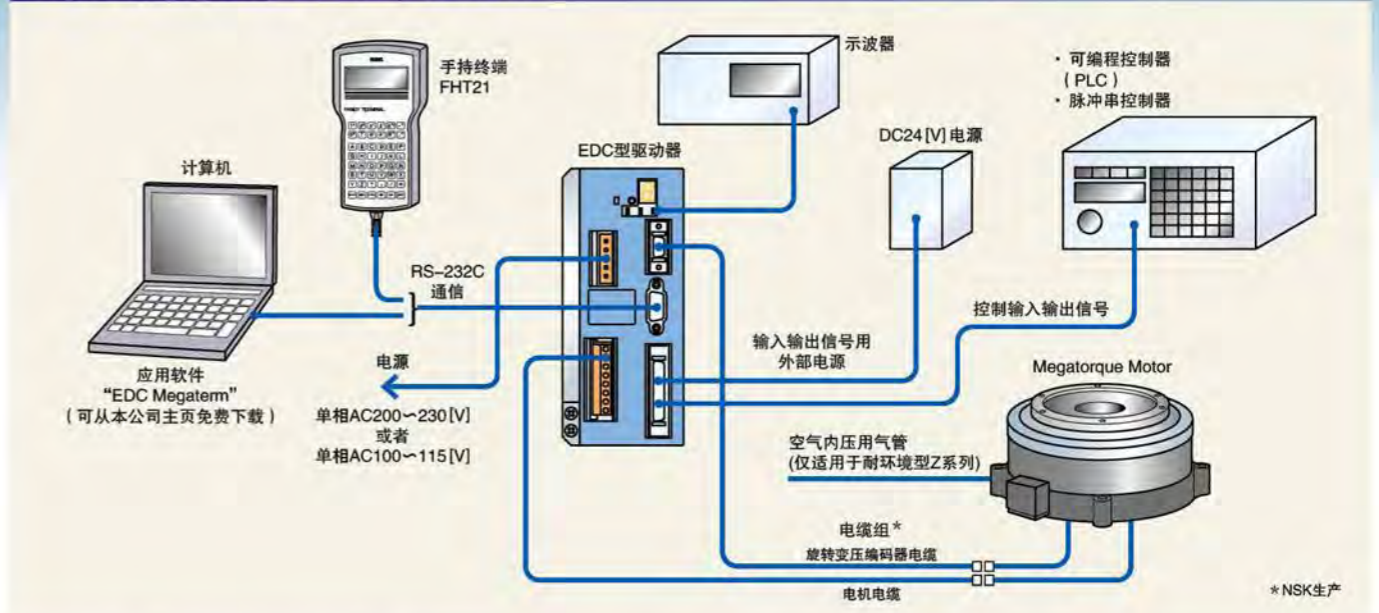 手持终端
FHT21
示波器
· 可编程控制器
（PLC）
· 脉冲串控制器
DC24[V]电源
EDC型驱动器
计算机
HANDY TERMINAL
RS-232C
通信
控制输入输出信号
输入输出信号用
外部电源
电源
Megatorque Motor
应用软件
“EDC Megaterm”
（可从本公司主页免费下载）
单相AC200~230[V]
或者
单相AC100~115[V]
空气内压用气管
(仅适用于耐环境型Z系列)
电缆组*
旋转变压编码器电缆
电机电缆
*NSK生产